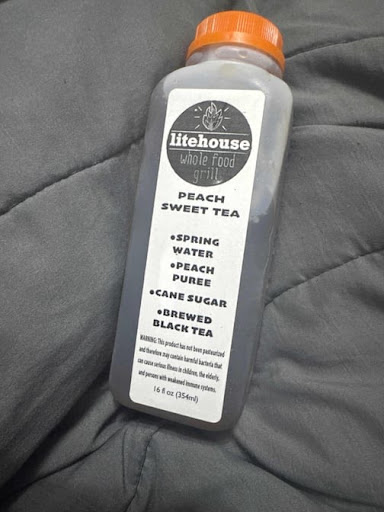 litehouse
whole food
grill
PEACH
SWEET TEA
•SPRING
WATER
•PEACH
PUREE
•CANE SUGAR
•BREWED
BLACK TEA
WARNING: This product has not been pasteurized
and therefore may contain harmful bacteria that
can cause serious illness in children, the elderly,
and persons with weakened immune systems.
16 fl oz (354ml)